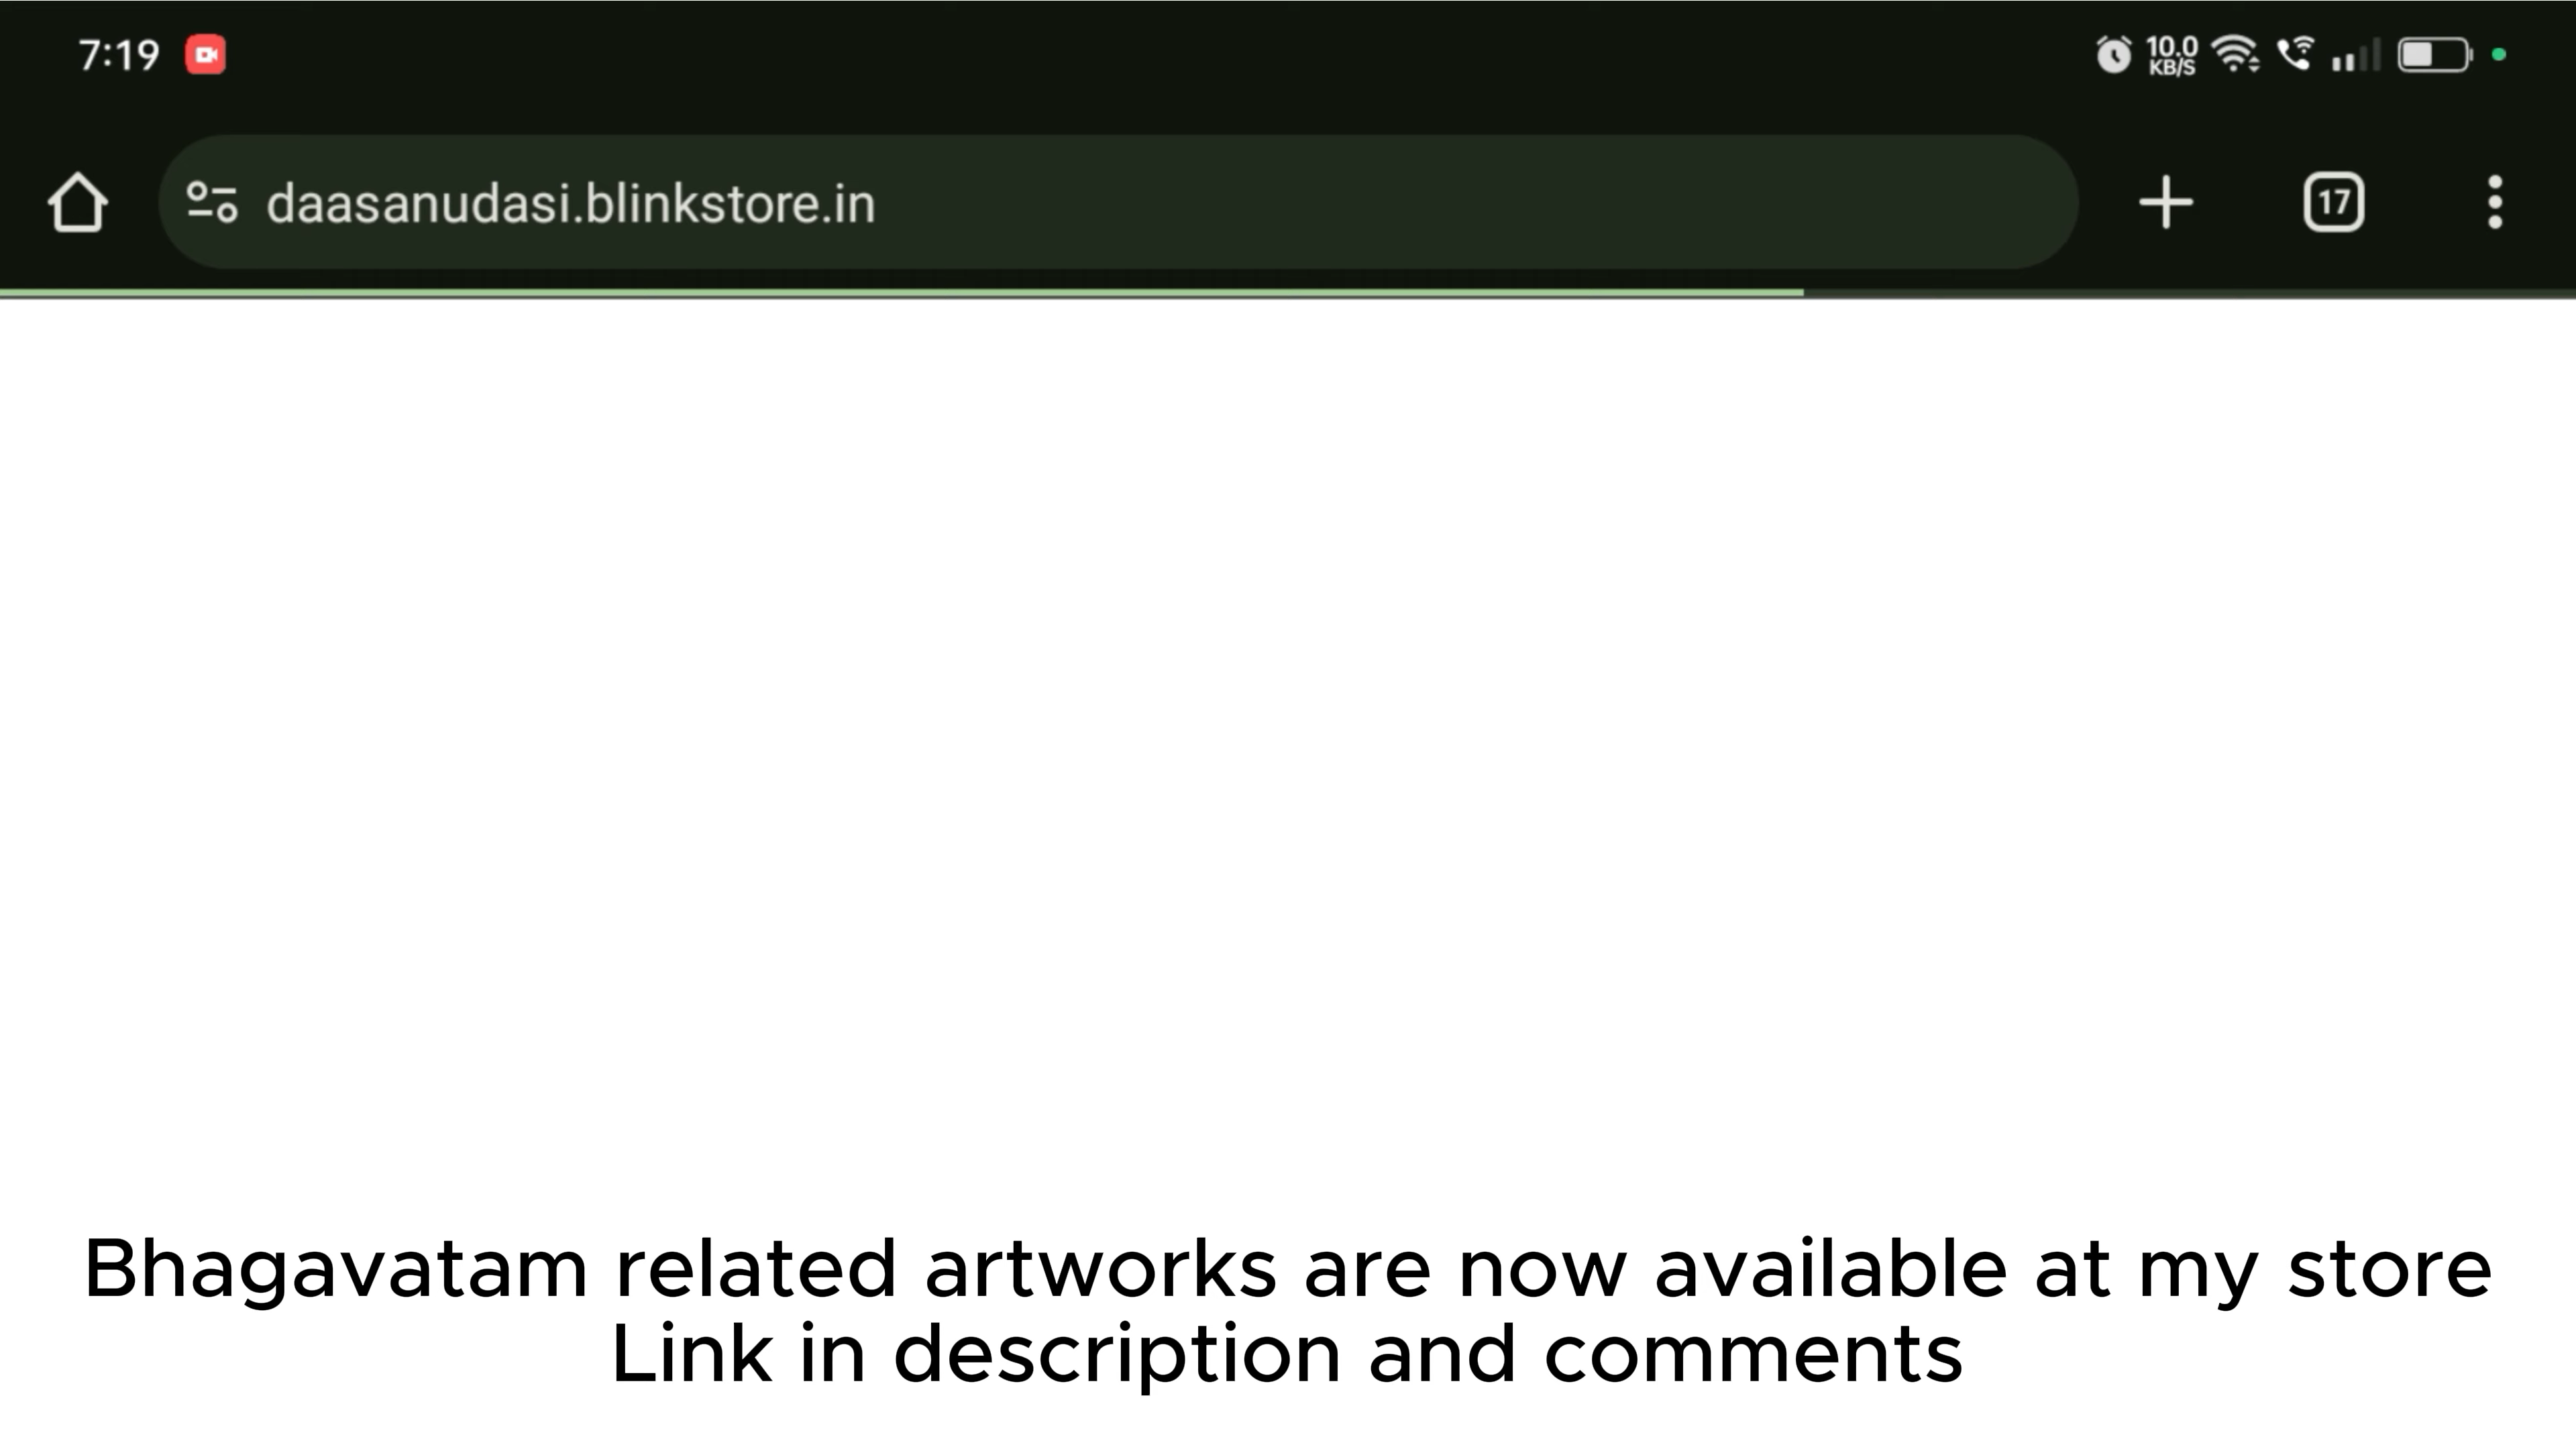 7:19
10.0
KB/S
daasanudasi.blinkstore.in
17
Bhagavatam related artworks are now available at my store
Link in description and comments